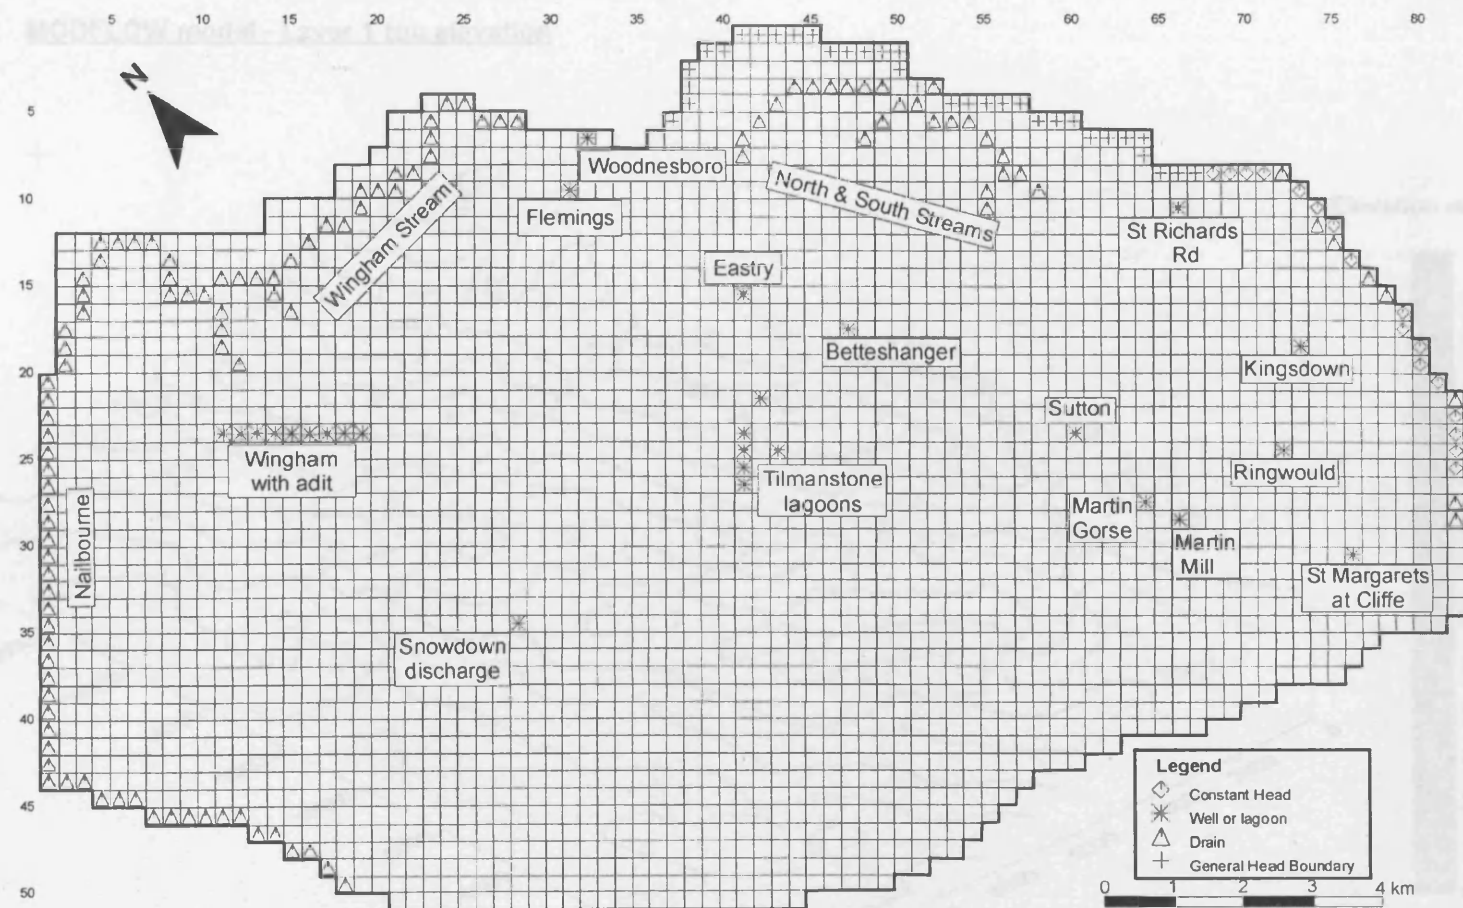 MODFLOW model - Layer 1 top elevation
5 10 15 20 25 30 35 40 45 50 55 60 65 70 75 80
N
5
10
15
20
25
30
35
40
45
50
Woodnesboro
Flemings
Wingham Stream
North & South Streams
St Richards
Rd
Eastry
Betteshanger
Kingsdown
Sutton
Wingham
with adit
Tilmanstone
lagoons
Ringwould
Nailbourne
Martin
Gorse
Martin
Mill
St Margarets
at Cliffe
Snowdown
discharge
Legend
Constant Head
Well or lagoon
Drain
General Head Boundary
0 1 2 3 4 km